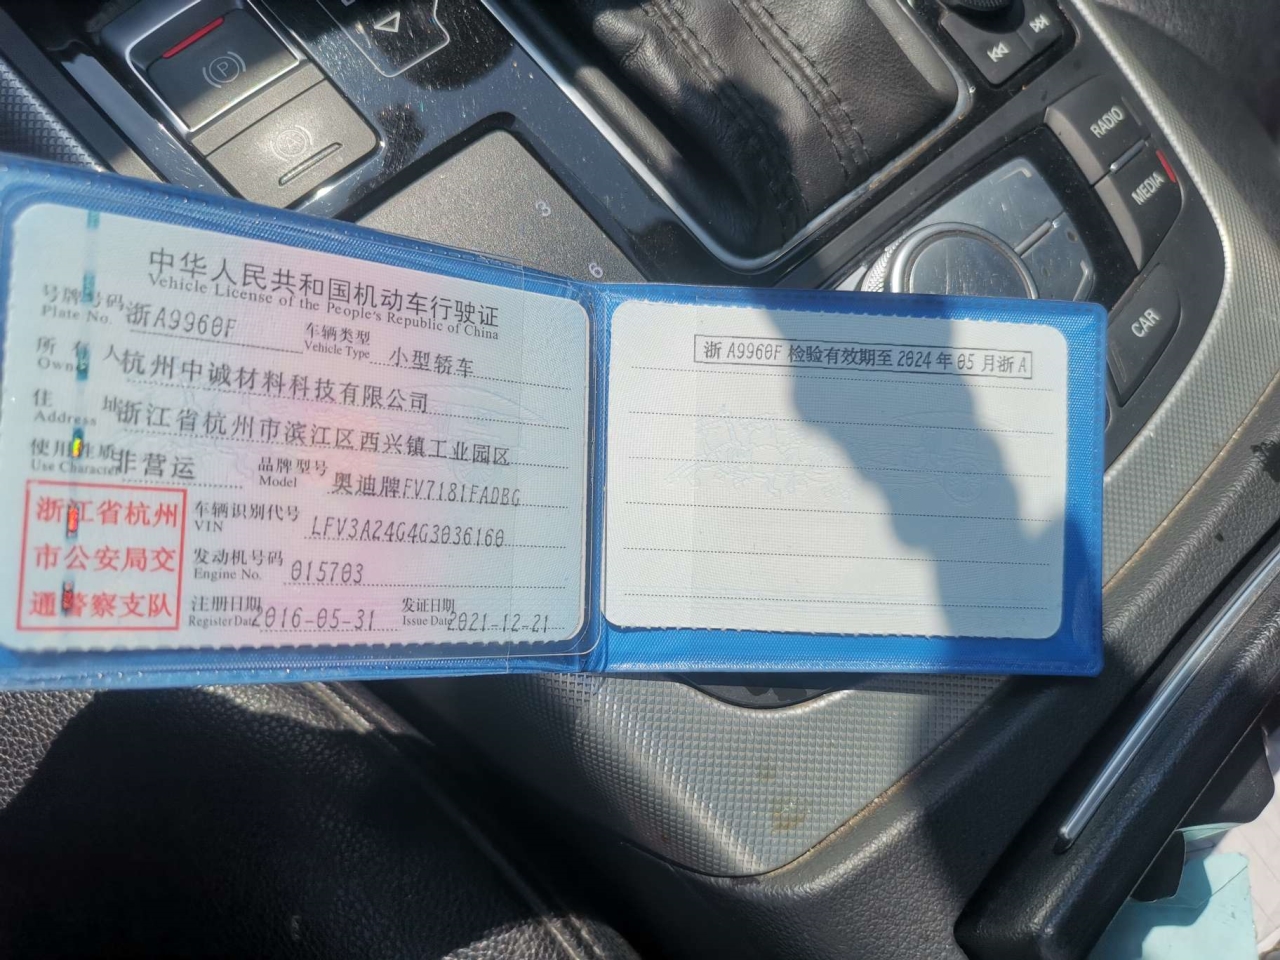 P
A
3
6
RADIO
MEDIA
CAR
中华人民共和国机动车行驶证
Vehicle License of the People's Republic of China
号牌号码 浙A9960F 车辆类型 小型轿车
Plate No. Vehicle Type
所有人 杭州中诚材料科技有限公司
Owner
住址 浙江省杭州市滨江区西兴镇工业园区
Address
使用性质 非营运 品牌型号 奥迪牌FV7181FADBG
Use Character Model
浙江省杭州
市公安局交
通警察支队
车辆识别代号 LFV3A24G4G3036160
VIN
发动机号码 015703
Engine No.
注册日期 2016-05-31 发证日期 2021-12-21
Register Date Issue Date
浙A9960F检验有效期至2024年05月浙A